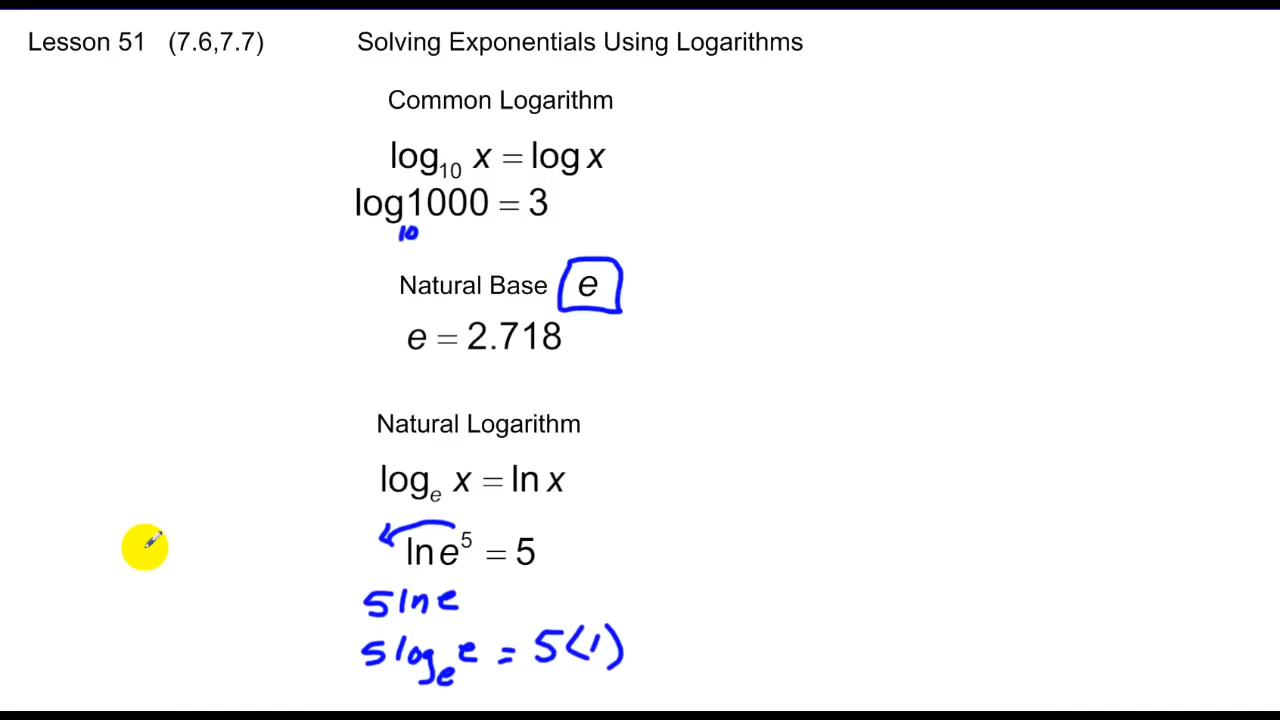 Lesson 51 (7.6,7.7) Solving Exponentials Using Logarithms
Common Logarithm
log₁₀ x = log x
log1000 = 3
10
Natural Base e
e = 2.718
Natural Logarithm
logₑ x = ln x
ln e⁵ = 5
5 ln e
5 logₑ e = 5(1)